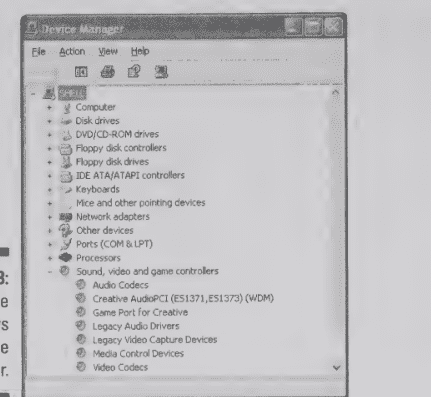 Device Manager
File Action View Help
Computer
Disk drives
DVD/CD-ROM drives
Floppy disk controllers
Floppy disk drives
IDE ATA/ATAPI controllers
Keyboards
Mice and other pointing devices
Network adapters
Other devices
Ports (COM & LPT)
Processors
Sound, video and game controllers
Audio Codecs
Creative AudioPCI (ES1371,ES1373) (WDM)
Game Port for Creative
Legacy Audio Drivers
Legacy Video Capture Devices
Media Control Devices
Video Codecs
3:
e
s
e
r.